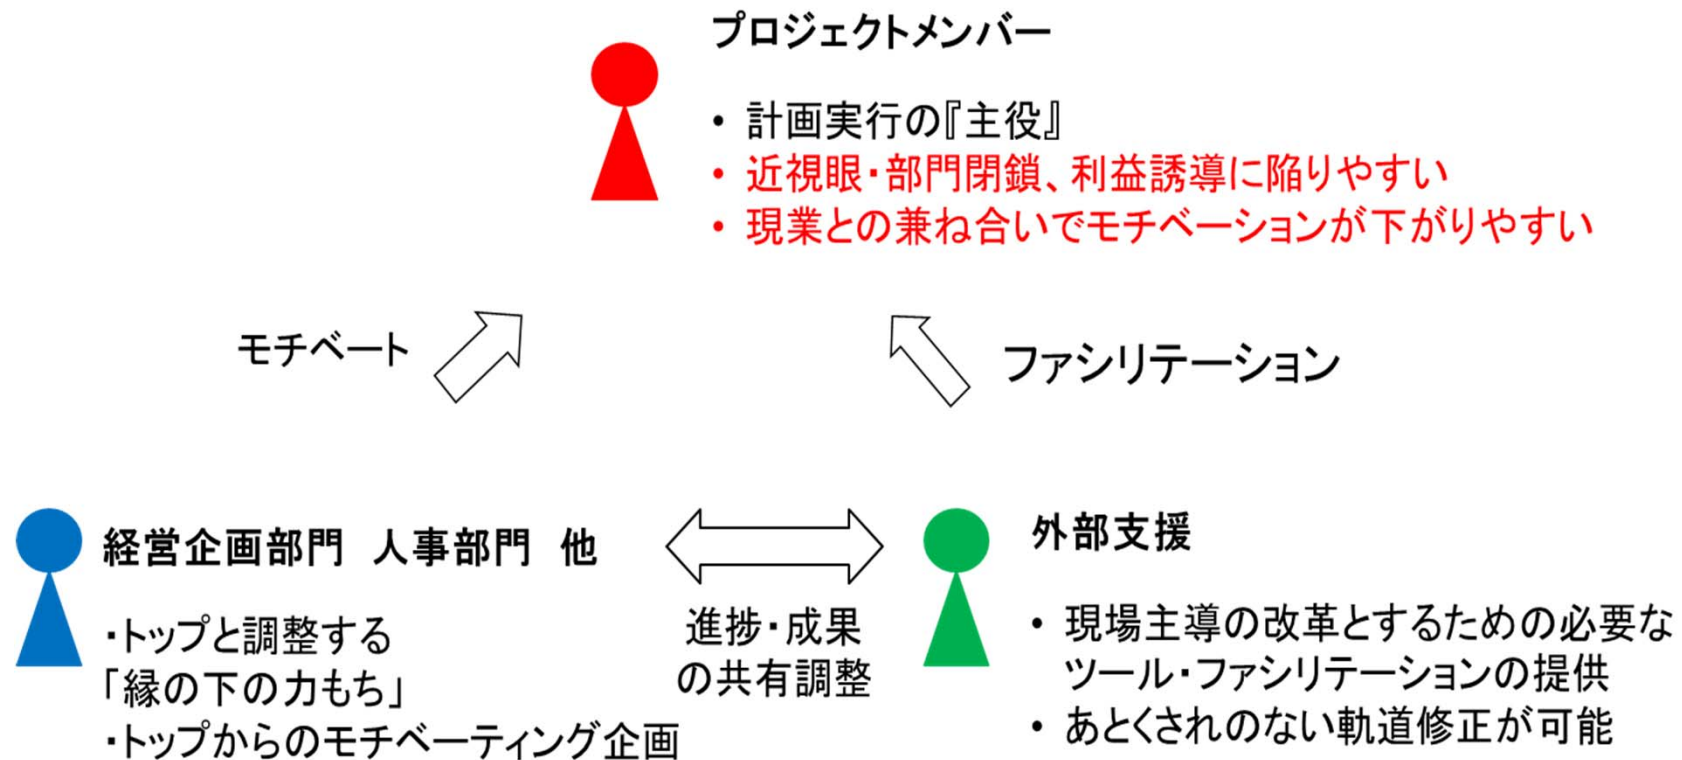 プロジェクトメンバー
• 計画実行の『主役』
• 近視眼・部門閉鎖、利益誘導に陥りやすい
• 現業との兼ね合いでモチベーションが下がりやすい
モチベート
ファシリテーション
経営企画部門　人事部門　他
・トップと調整する
「縁の下の力もち」
・トップからのモチベーティング企画
進捗・成果
の共有調整
外部支援
• 現場主導の改革とするための必要な
ツール・ファシリテーションの提供
• あとくされのない軌道修正が可能